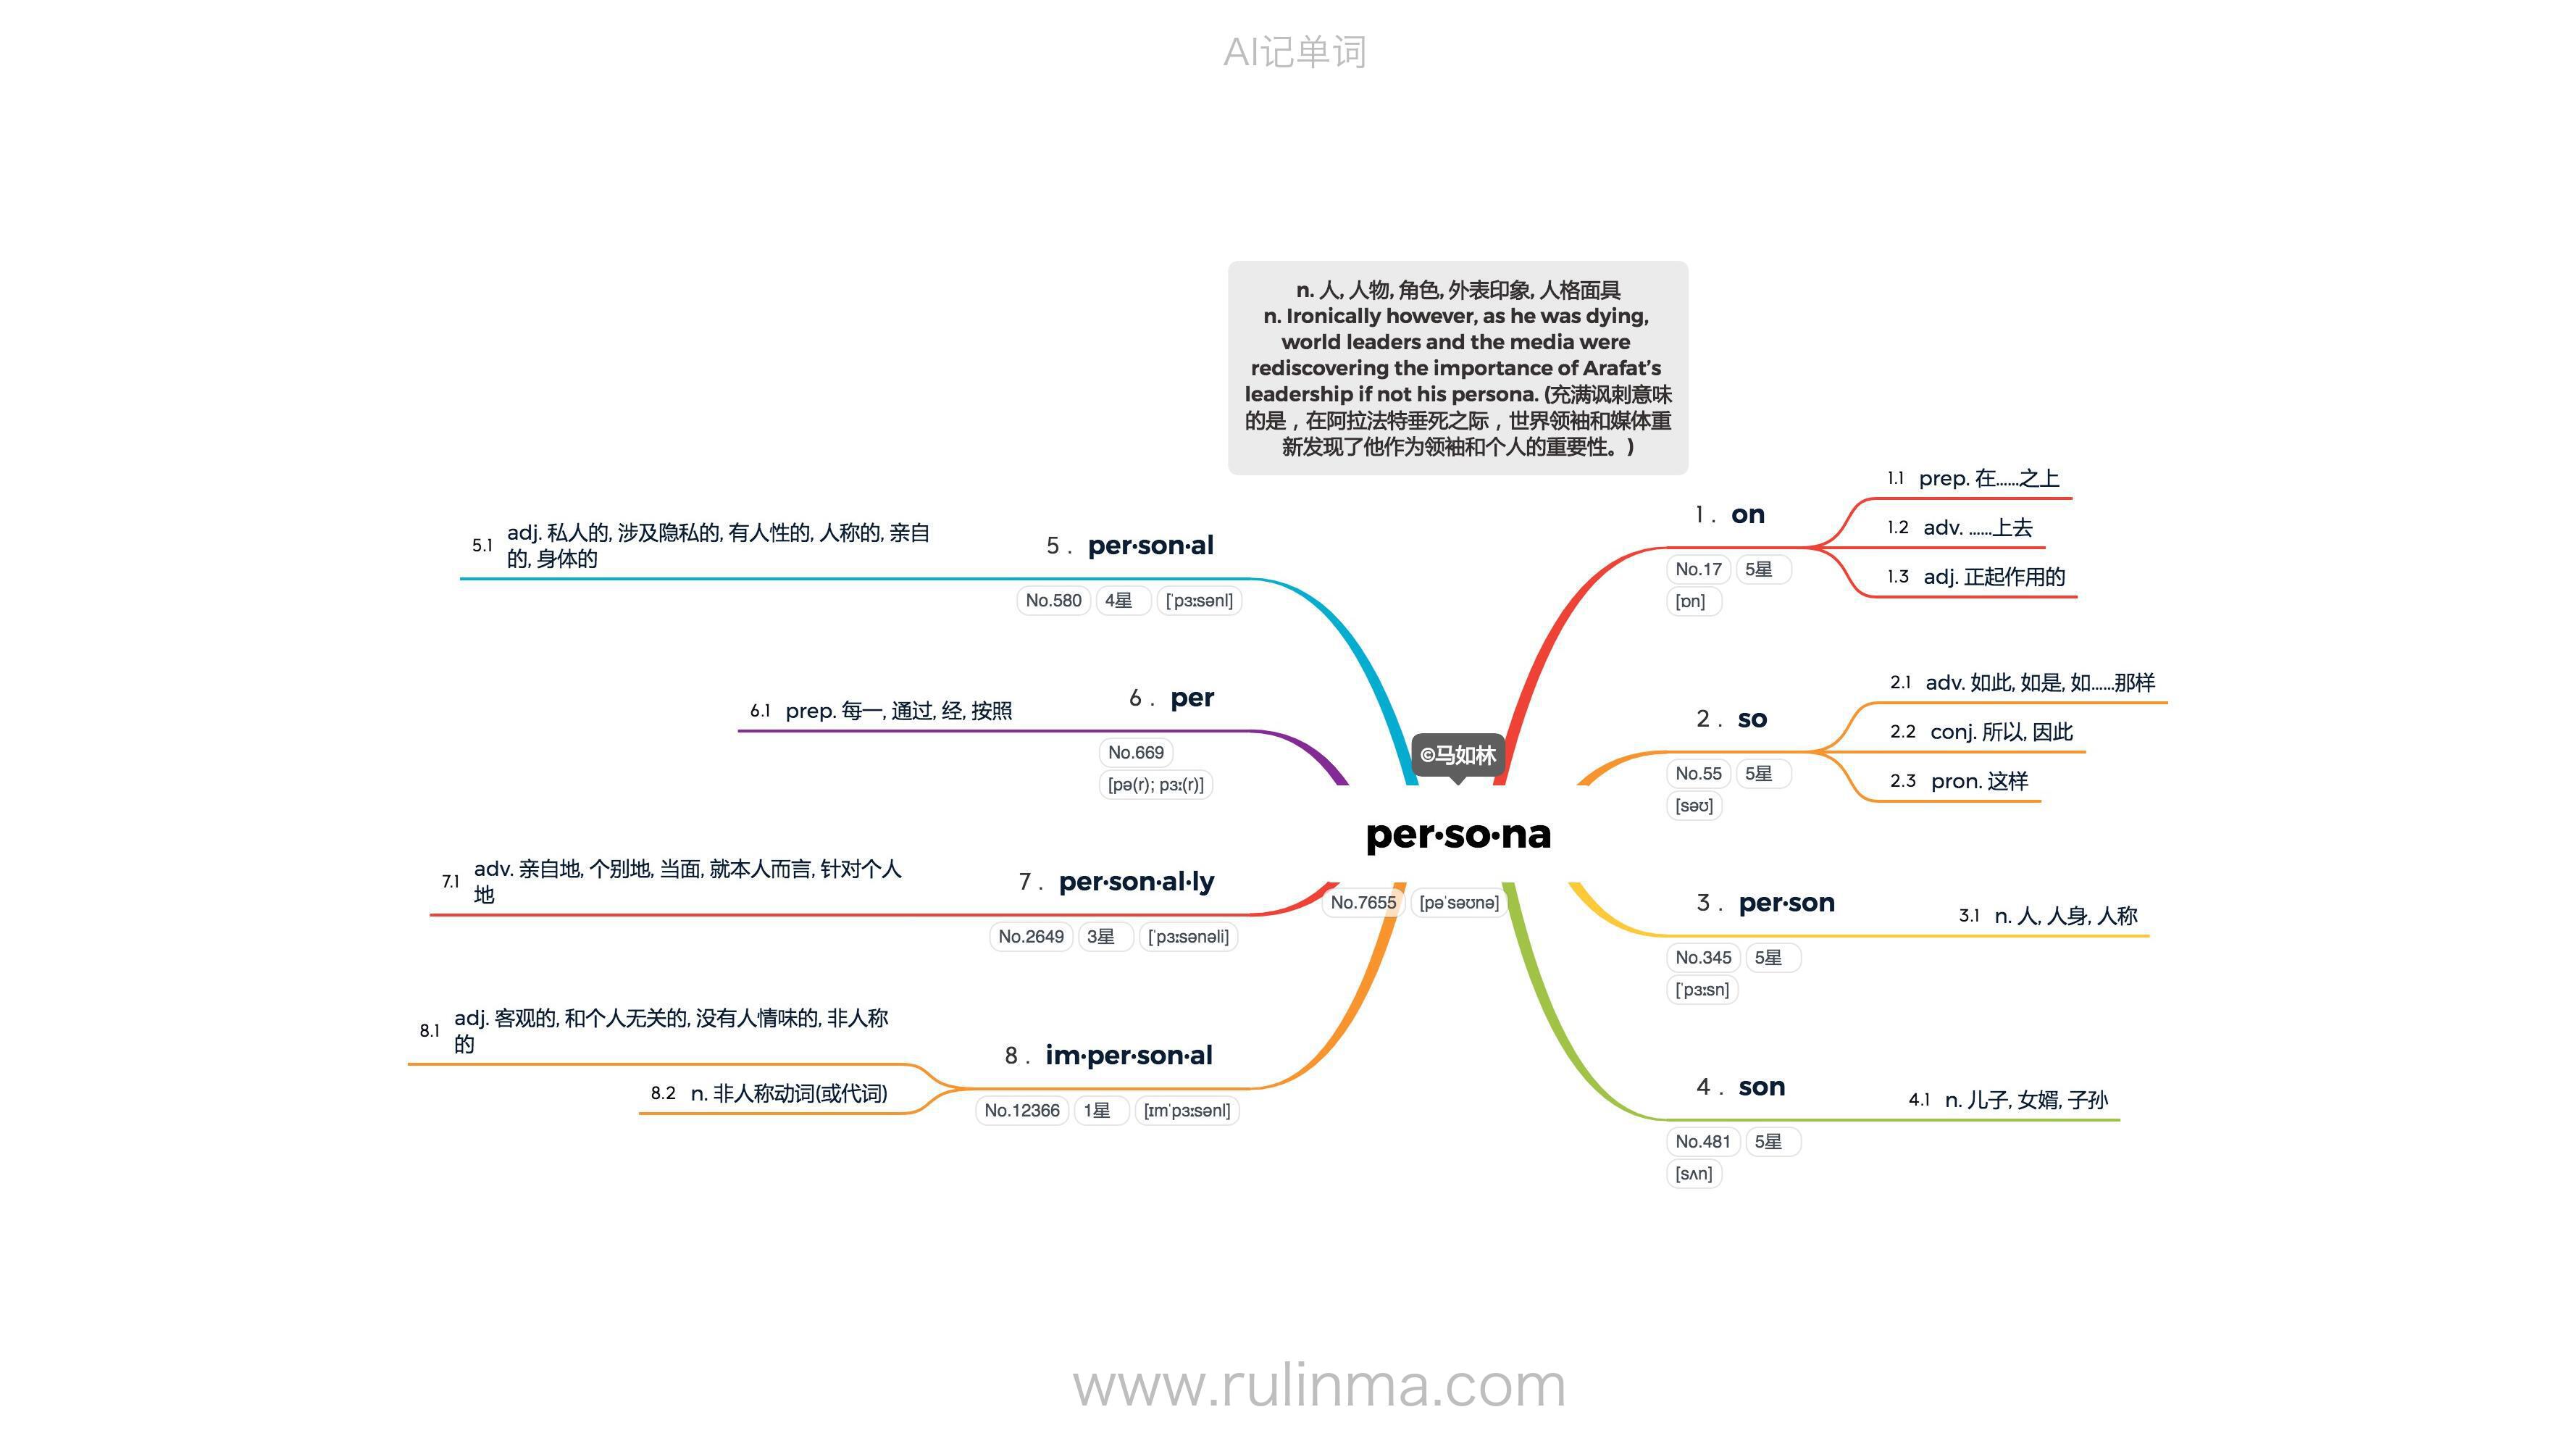 AI记单词
n. 人, 人物, 角色, 外表印象, 人格面具
n. Ironically however, as he was dying,
world leaders and the media were
rediscovering the importance of Arafat’s
leadership if not his persona. (充满讽刺意味
的是，在阿拉法特垂死之际，世界领袖和媒体重
新发现了他作为领袖和个人的重要性。)
©马如林
per·so·na
No.7655 [pəˈsəʊnə]
1 . on
No.17 5星
[ɒn]
1.1 prep. 在……之上
1.2 adv. ……上去
1.3 adj. 正起作用的
2 . so
No.55 5星
[səʊ]
2.1 adv. 如此, 如是, 如……那样
2.2 conj. 所以, 因此
2.3 pron. 这样
3 . per·son
No.345 5星
[ˈpɜːsn]
3.1 n. 人, 人身, 人称
4 . son
No.481 5星
[sʌn]
4.1 n. 儿子, 女婿, 子孙
5 . per·son·al
No.580 4星 [ˈpɜːsənl]
5.1 adj. 私人的, 涉及隐私的, 有人性的, 人称的, 亲自
的, 身体的
6 . per
No.669
[pə(r); pɜː(r)]
6.1 prep. 每一, 通过, 经, 按照
7 . per·son·al·ly
No.2649 3星 [ˈpɜːsənəli]
7.1 adv. 亲自地, 个别地, 当面, 就本人而言, 针对个人
地
8 . im·per·son·al
No.12366 1星 [ɪmˈpɜːsənl]
8.1 adj. 客观的, 和个人无关的, 没有人情味的, 非人称
的
8.2 n. 非人称动词(或代词)
www.rulinma.com